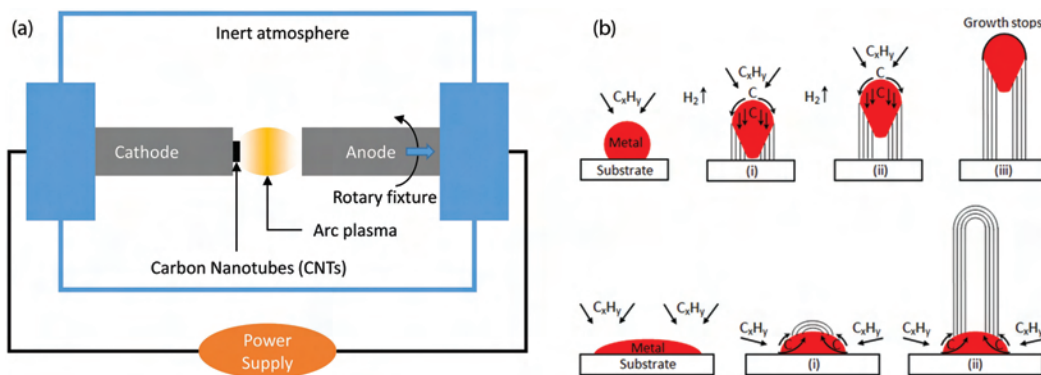 (a)
Inert atmosphere
Cathode
Anode
Rotary fixture
Arc plasma
Carbon Nanotubes (CNTs)
Power
Supply
(b)
CxHy
Metal
Substrate
H2↑
CxHy
C
C
(i)
H2↑
CxHy
C
C
(ii)
Growth stops
(iii)
CxHy CxHy
Metal
Substrate
CxHy CxHy
C C
(i)
CxHy CxHy
C C
(ii)